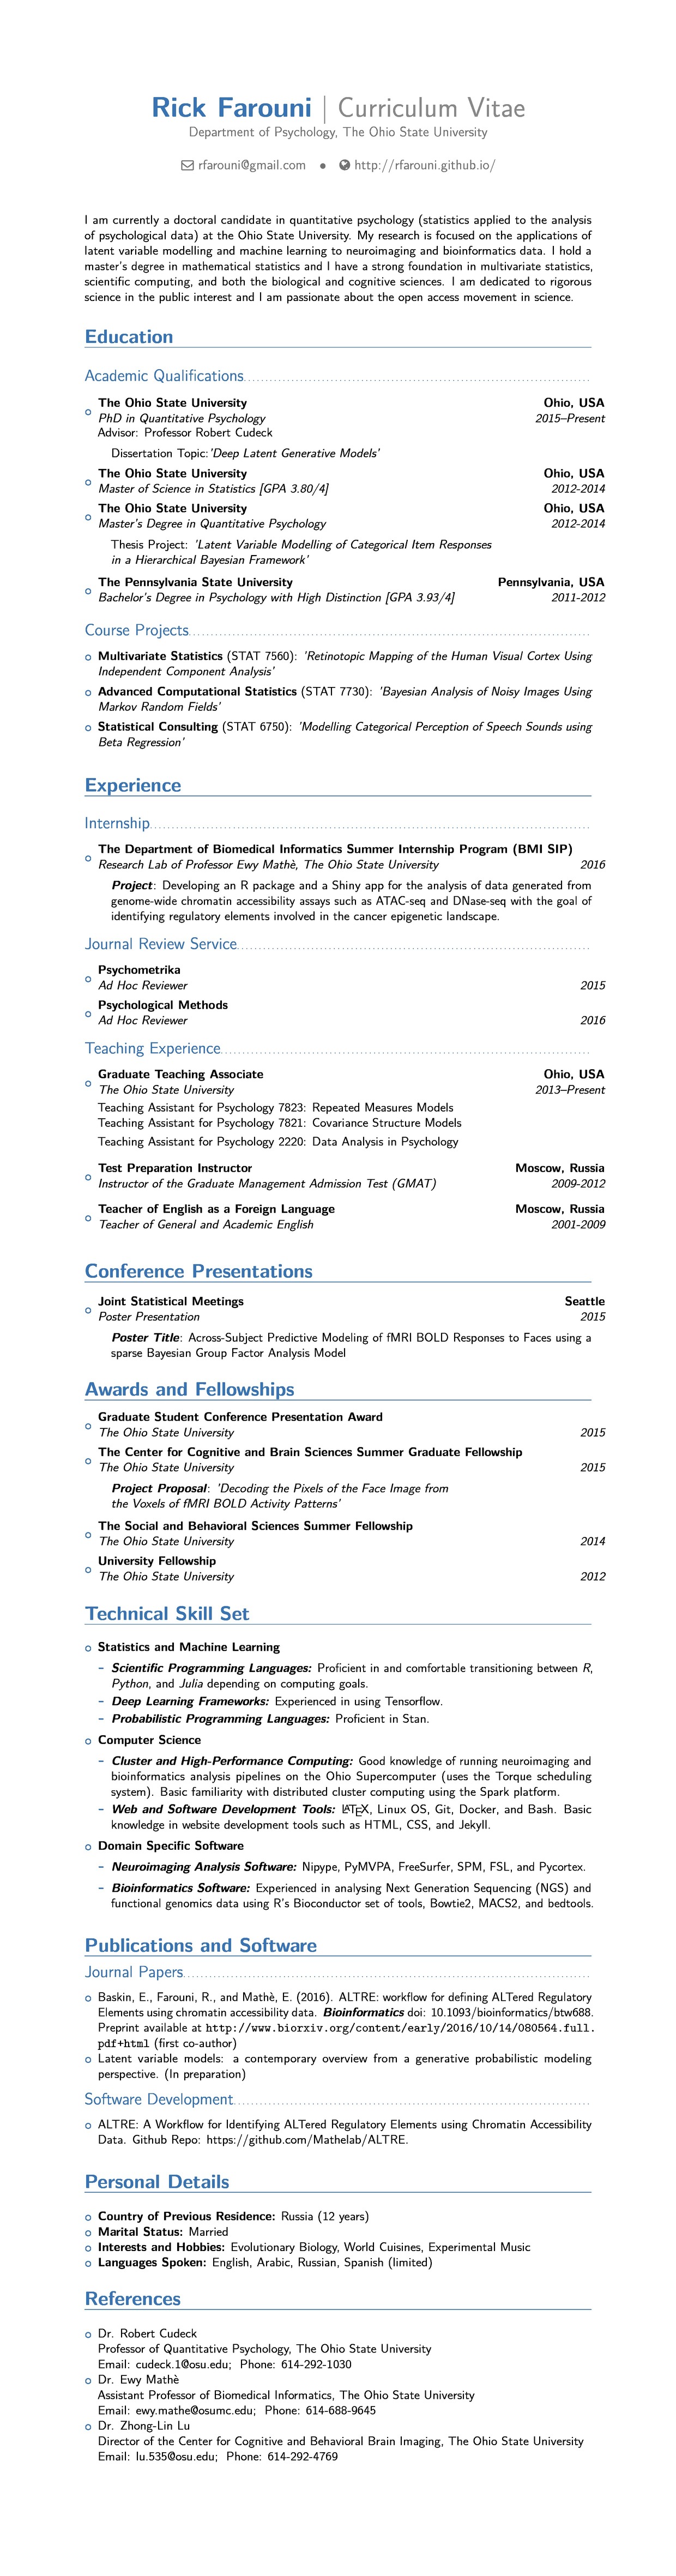 Rick Farouni | Curriculum Vitae
Department of Psychology, The Ohio State University
rfarouni@gmail.com • http://rfarouni.github.io/
I am currently a doctoral candidate in quantitative psychology (statistics applied to the analysis
of psychological data) at the Ohio State University. My research is focused on the applications of
latent variable modelling and machine learning to neuroimaging and bioinformatics data. I hold a
master's degree in mathematical statistics and I have a strong foundation in multivariate statistics,
scientific computing, and both the biological and cognitive sciences. I am dedicated to rigorous
science in the public interest and I am passionate about the open access movement in science.
Education
Academic Qualifications
The Ohio State University Ohio, USA
PhD in Quantitative Psychology 2015–Present
Advisor: Professor Robert Cudeck
Dissertation Topic:'Deep Latent Generative Models'
The Ohio State University Ohio, USA
Master of Science in Statistics [GPA 3.80/4] 2012-2014
The Ohio State University Ohio, USA
Master's Degree in Quantitative Psychology 2012-2014
Thesis Project: 'Latent Variable Modelling of Categorical Item Responses
in a Hierarchical Bayesian Framework'
The Pennsylvania State University Pennsylvania, USA
Bachelor's Degree in Psychology with High Distinction [GPA 3.93/4] 2011-2012
Course Projects
Multivariate Statistics (STAT 7560): 'Retinotopic Mapping of the Human Visual Cortex Using
Independent Component Analysis'
Advanced Computational Statistics (STAT 7730): 'Bayesian Analysis of Noisy Images Using
Markov Random Fields'
Statistical Consulting (STAT 6750): 'Modelling Categorical Perception of Speech Sounds using
Beta Regression'
Experience
Internship
The Department of Biomedical Informatics Summer Internship Program (BMI SIP)
Research Lab of Professor Ewy Mathè, The Ohio State University 2016
Project: Developing an R package and a Shiny app for the analysis of data generated from
genome-wide chromatin accessibility assays such as ATAC-seq and DNase-seq with the goal of
identifying regulatory elements involved in the cancer epigenetic landscape.
Journal Review Service
Psychometrika
Ad Hoc Reviewer 2015
Psychological Methods
Ad Hoc Reviewer 2016
Teaching Experience
Graduate Teaching Associate Ohio, USA
The Ohio State University 2013–Present
Teaching Assistant for Psychology 7823: Repeated Measures Models
Teaching Assistant for Psychology 7821: Covariance Structure Models
Teaching Assistant for Psychology 2220: Data Analysis in Psychology
Test Preparation Instructor Moscow, Russia
Instructor of the Graduate Management Admission Test (GMAT) 2009-2012
Teacher of English as a Foreign Language Moscow, Russia
Teacher of General and Academic English 2001-2009
Conference Presentations
Joint Statistical Meetings Seattle
Poster Presentation 2015
Poster Title: Across-Subject Predictive Modeling of fMRI BOLD Responses to Faces using a
sparse Bayesian Group Factor Analysis Model
Awards and Fellowships
Graduate Student Conference Presentation Award
The Ohio State University 2015
The Center for Cognitive and Brain Sciences Summer Graduate Fellowship
The Ohio State University 2015
Project Proposal: 'Decoding the Pixels of the Face Image from
the Voxels of fMRI BOLD Activity Patterns'
The Social and Behavioral Sciences Summer Fellowship
The Ohio State University 2014
University Fellowship
The Ohio State University 2012
Technical Skill Set
Statistics and Machine Learning
– Scientific Programming Languages: Proficient in and comfortable transitioning between R,
Python, and Julia depending on computing goals.
– Deep Learning Frameworks: Experienced in using Tensorflow.
– Probabilistic Programming Languages: Proficient in Stan.
Computer Science
– Cluster and High-Performance Computing: Good knowledge of running neuroimaging and
bioinformatics analysis pipelines on the Ohio Supercomputer (uses the Torque scheduling
system). Basic familiarity with distributed cluster computing using the Spark platform.
– Web and Software Development Tools: LATEX, Linux OS, Git, Docker, and Bash. Basic
knowledge in website development tools such as HTML, CSS, and Jekyll.
Domain Specific Software
– Neuroimaging Analysis Software: Nipype, PyMVPA, FreeSurfer, SPM, FSL, and Pycortex.
– Bioinformatics Software: Experienced in analysing Next Generation Sequencing (NGS) and
functional genomics data using R's Bioconductor set of tools, Bowtie2, MACS2, and bedtools.
Publications and Software
Journal Papers
Baskin, E., Farouni, R., and Mathè, E. (2016). ALTRE: workflow for defining ALTered Regulatory
Elements using chromatin accessibility data. Bioinformatics doi: 10.1093/bioinformatics/btw688.
Preprint available at http://www.biorxiv.org/content/early/2016/10/14/080564.full.
pdf+html (first co-author)
Latent variable models: a contemporary overview from a generative probabilistic modeling
perspective. (In preparation)
Software Development
ALTRE: A Workflow for Identifying ALTered Regulatory Elements using Chromatin Accessibility
Data. Github Repo: https://github.com/Mathelab/ALTRE.
Personal Details
Country of Previous Residence: Russia (12 years)
Marital Status: Married
Interests and Hobbies: Evolutionary Biology, World Cuisines, Experimental Music
Languages Spoken: English, Arabic, Russian, Spanish (limited)
References
Dr. Robert Cudeck
Professor of Quantitative Psychology, The Ohio State University
Email: cudeck.1@osu.edu; Phone: 614-292-1030
Dr. Ewy Mathè
Assistant Professor of Biomedical Informatics, The Ohio State University
Email: ewy.mathe@osumc.edu; Phone: 614-688-9645
Dr. Zhong-Lin Lu
Director of the Center for Cognitive and Behavioral Brain Imaging, The Ohio State University
Email: lu.535@osu.edu; Phone: 614-292-4769